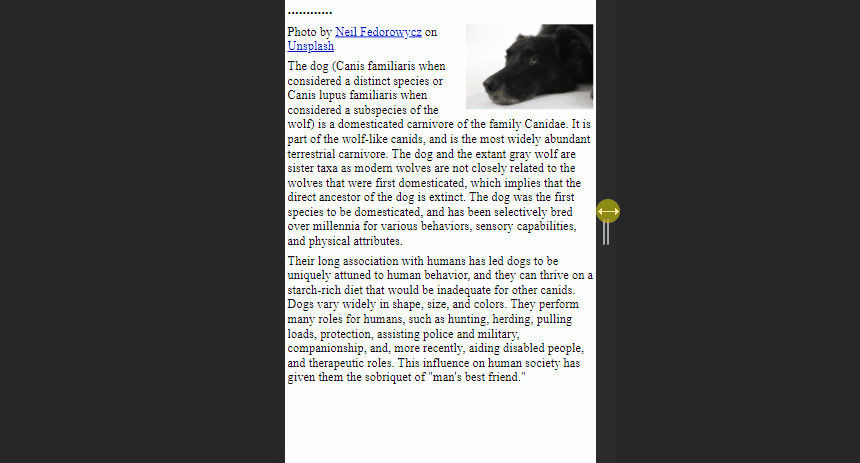 ............
Photo by Neil Fedorowycz on
Unsplash
The dog (Canis familiaris when
considered a distinct species or
Canis lupus familiaris when
considered a subspecies of the
wolf) is a domesticated carnivore of the family Canidae. It is
part of the wolf-like canids, and is the most widely abundant
terrestrial carnivore. The dog and the extant gray wolf are
sister taxa as modern wolves are not closely related to the
wolves that were first domesticated, which implies that the
direct ancestor of the dog is extinct. The dog was the first
species to be domesticated, and has been selectively bred
over millennia for various behaviors, sensory capabilities,
and physical attributes.
Their long association with humans has led dogs to be
uniquely attuned to human behavior, and they can thrive on a
starch-rich diet that would be inadequate for other canids.
Dogs vary widely in shape, size, and colors. They perform
many roles for humans, such as hunting, herding, pulling
loads, protection, assisting police and military,
companionship, and, more recently, aiding disabled people,
and therapeutic roles. This influence on human society has
given them the sobriquet of "man's best friend."